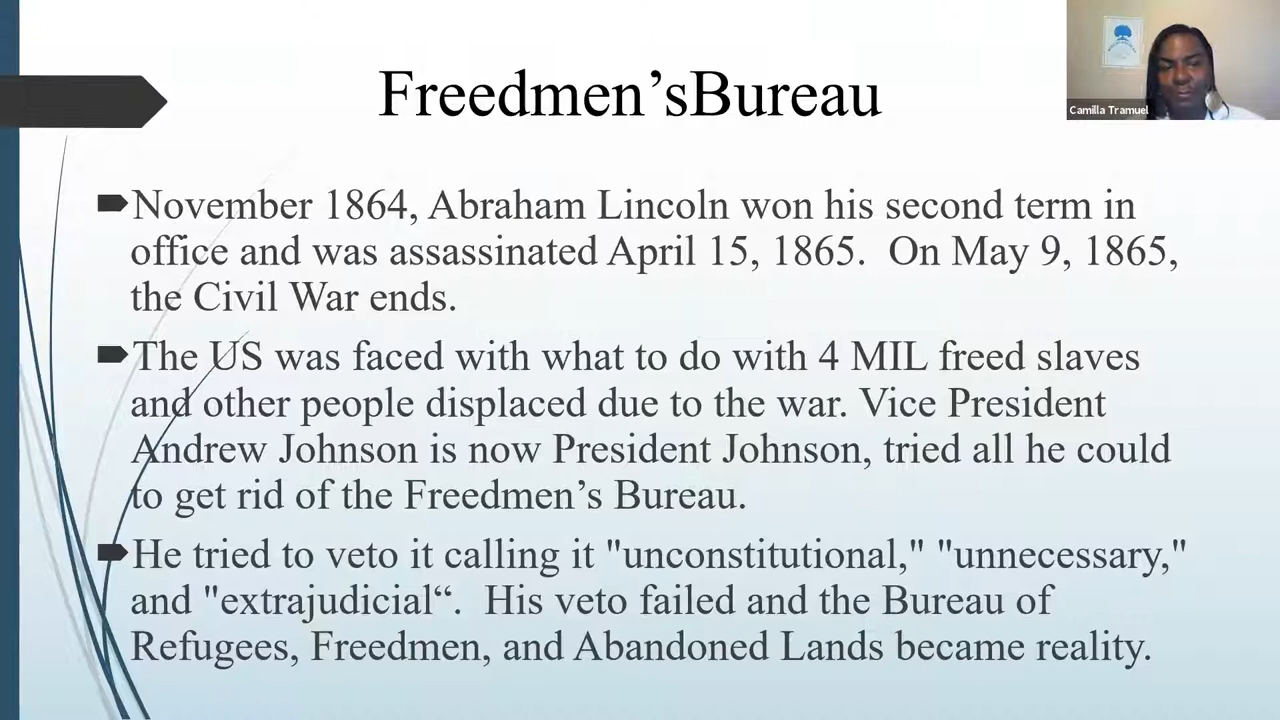 Freedmen’sBureau
Camilla Tramuel
November 1864, Abraham Lincoln won his second term in
office and was assassinated April 15, 1865.  On May 9, 1865,
the Civil War ends.
The US was faced with what to do with 4 MIL freed slaves
and other people displaced due to the war. Vice President
Andrew Johnson is now President Johnson, tried all he could
to get rid of the Freedmen’s Bureau.
He tried to veto it calling it "unconstitutional," "unnecessary,"
and "extrajudicial“.  His veto failed and the Bureau of
Refugees, Freedmen, and Abandoned Lands became reality.